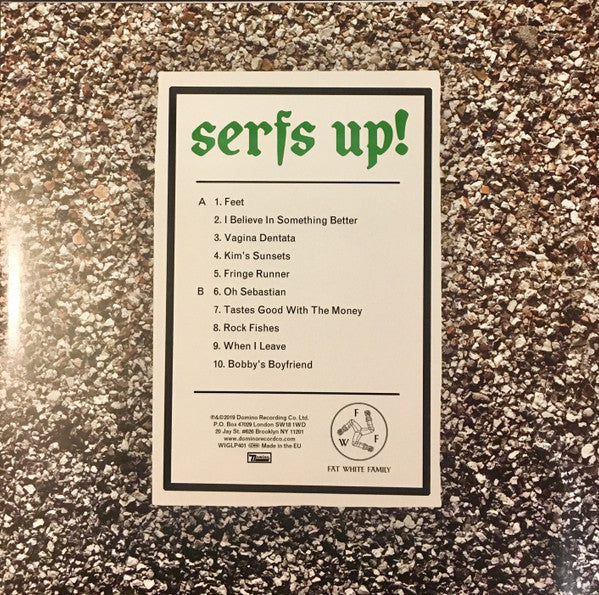 serfs up!
A 1. Feet
2. I Believe In Something Better
3. Vagina Dentata
4. Kim's Sunsets
5. Fringe Runner
B 6. Oh Sebastian
7. Tastes Good With The Money
8. Rock Fishes
9. When I Leave
10. Bobby's Boyfriend
℗&©2019 Domino Recording Co. Ltd.
P.O. Box 47029 London SW18 1WD
20 Jay St. #626 Brooklyn NY 11201
www.dominorecordco.com
WIGLP401 Made in the EU
Domino
F
W F
FAT WHITE FAMILY